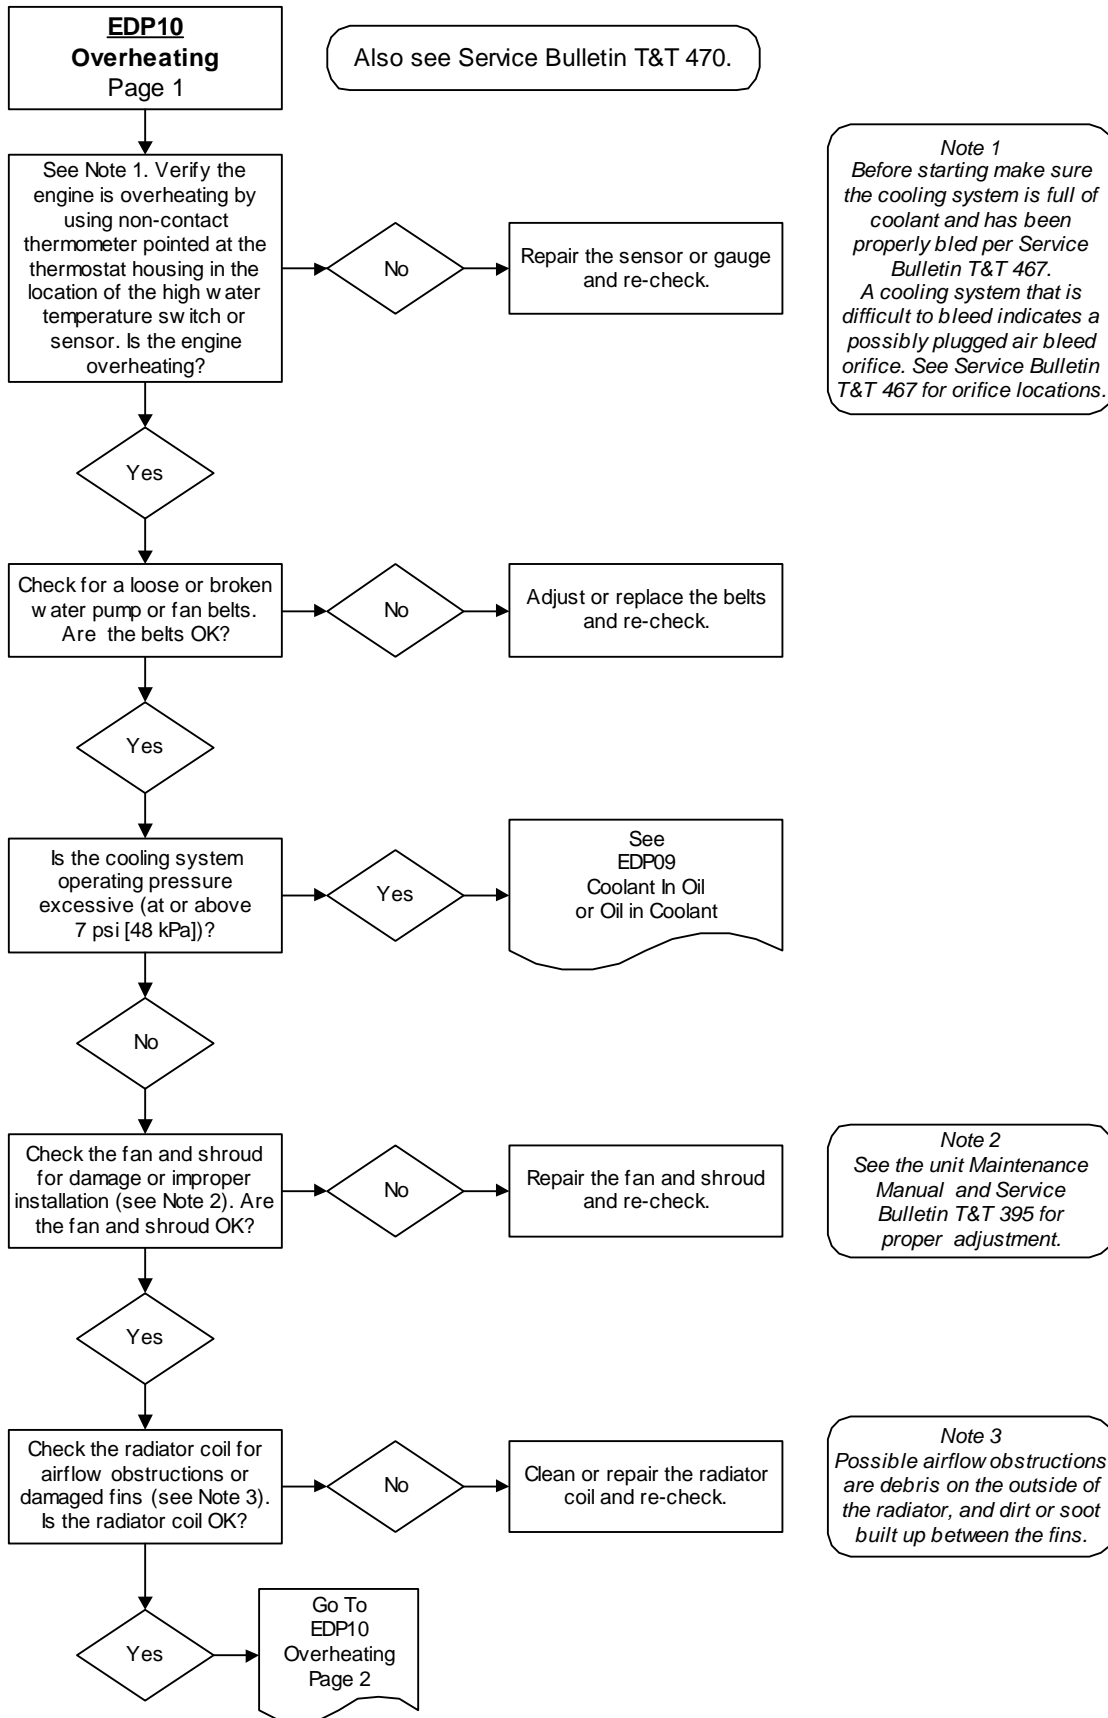 EDP10
Overheating
Page 1
Also see Service Bulletin T&T 470.
See Note 1. Verify the
engine is overheating by
using non-contact
thermometer pointed at the
thermostat housing in the
location of the high water
temperature switch or
sensor. Is the engine
overheating?
No
Repair the sensor or gauge
and re-check.
Note 1
Before starting make sure
the cooling system is full of
coolant and has been
properly bled per Service
Bulletin T&T 467.
A cooling system that is
difficult to bleed indicates a
possibly plugged air bleed
orifice. See Service Bulletin
T&T 467 for orifice locations.
Yes
Check for a loose or broken
water pump or fan belts.
Are the belts OK?
No
Adjust or replace the belts
and re-check.
Yes
Is the cooling system
operating pressure
excessive (at or above
7 psi [48 kPa])?
Yes
See
EDP09
Coolant In Oil
or Oil in Coolant
No
Check the fan and shroud
for damage or improper
installation (see Note 2). Are
the fan and shroud OK?
No
Repair the fan and shroud
and re-check.
Note 2
See the unit Maintenance
Manual and Service
Bulletin T&T 395 for
proper adjustment.
Yes
Check the radiator coil for
airflow obstructions or
damaged fins (see Note 3).
Is the radiator coil OK?
No
Clean or repair the radiator
coil and re-check.
Note 3
Possible airflow obstructions
are debris on the outside of
the radiator, and dirt or soot
built up between the fins.
Yes
Go To
EDP10
Overheating
Page 2